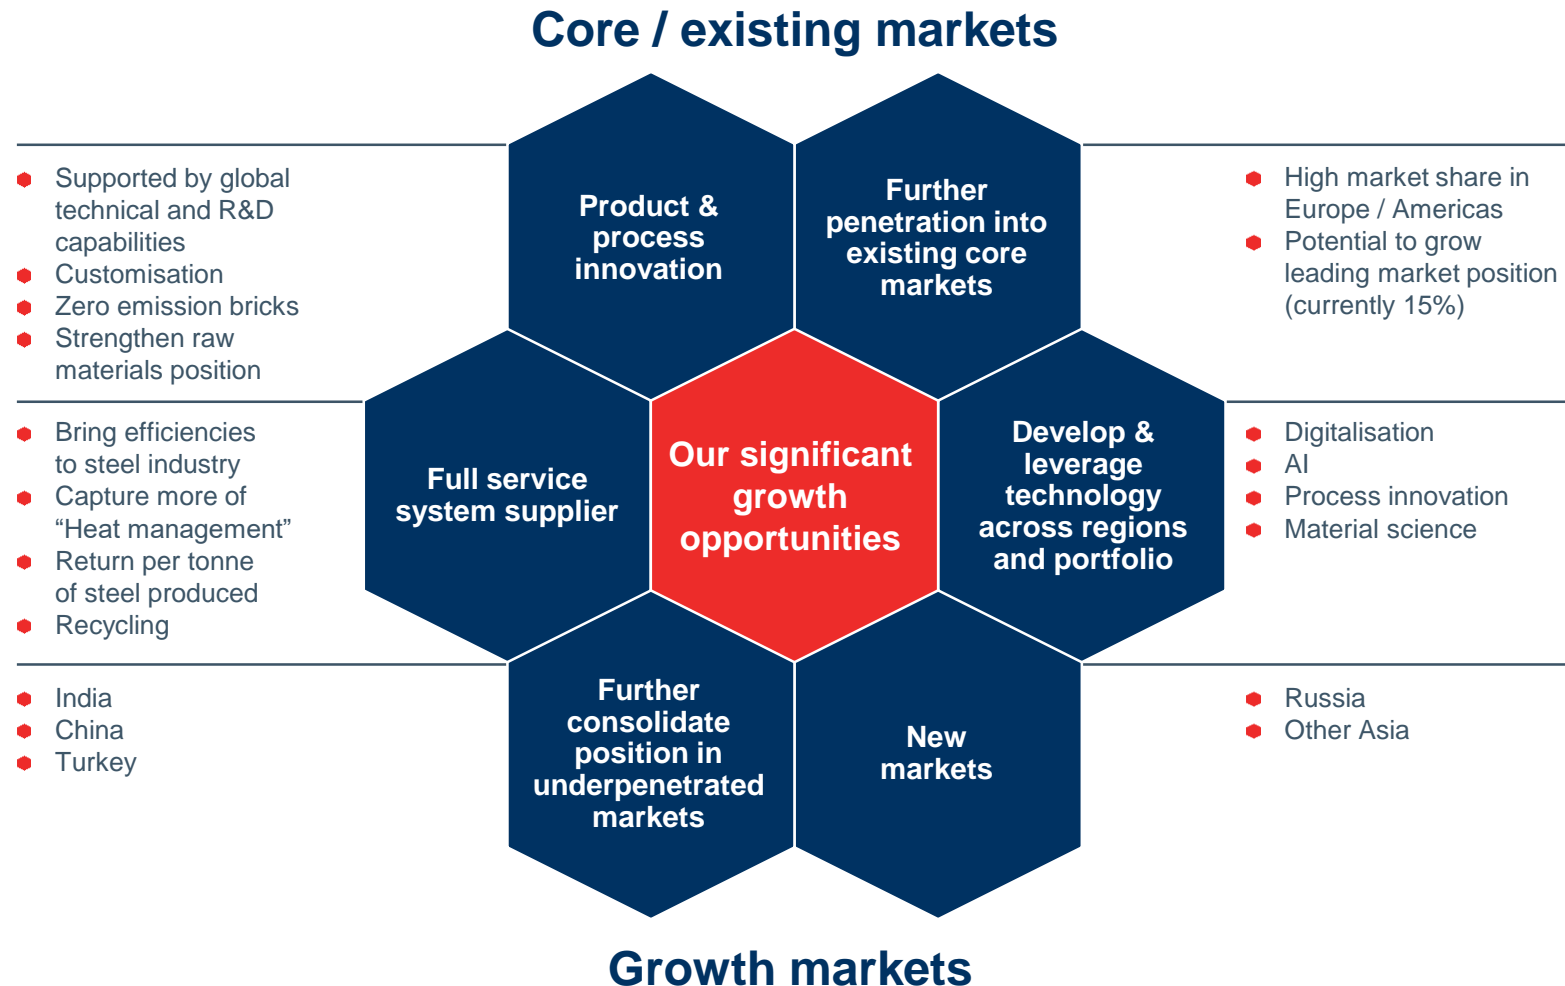 Core / existing markets
Supported by global
technical and R&D
capabilities
Customisation
Zero emission bricks
Strengthen raw
materials position
Product &
process
innovation
Further
penetration into
existing core
markets
High market share in
Europe / Americas
Potential to grow
leading market position
(currently 15%)
Bring efficiencies
to steel industry
Capture more of
“Heat management”
Return per tonne
of steel produced
Recycling
Full service
system supplier
Our significant
growth
opportunities
Develop &
leverage
technology
across regions
and portfolio
Digitalisation
AI
Process innovation
Material science
India
China
Turkey
Further
consolidate
position in
underpenetrated
markets
New
markets
Russia
Other Asia
Growth markets